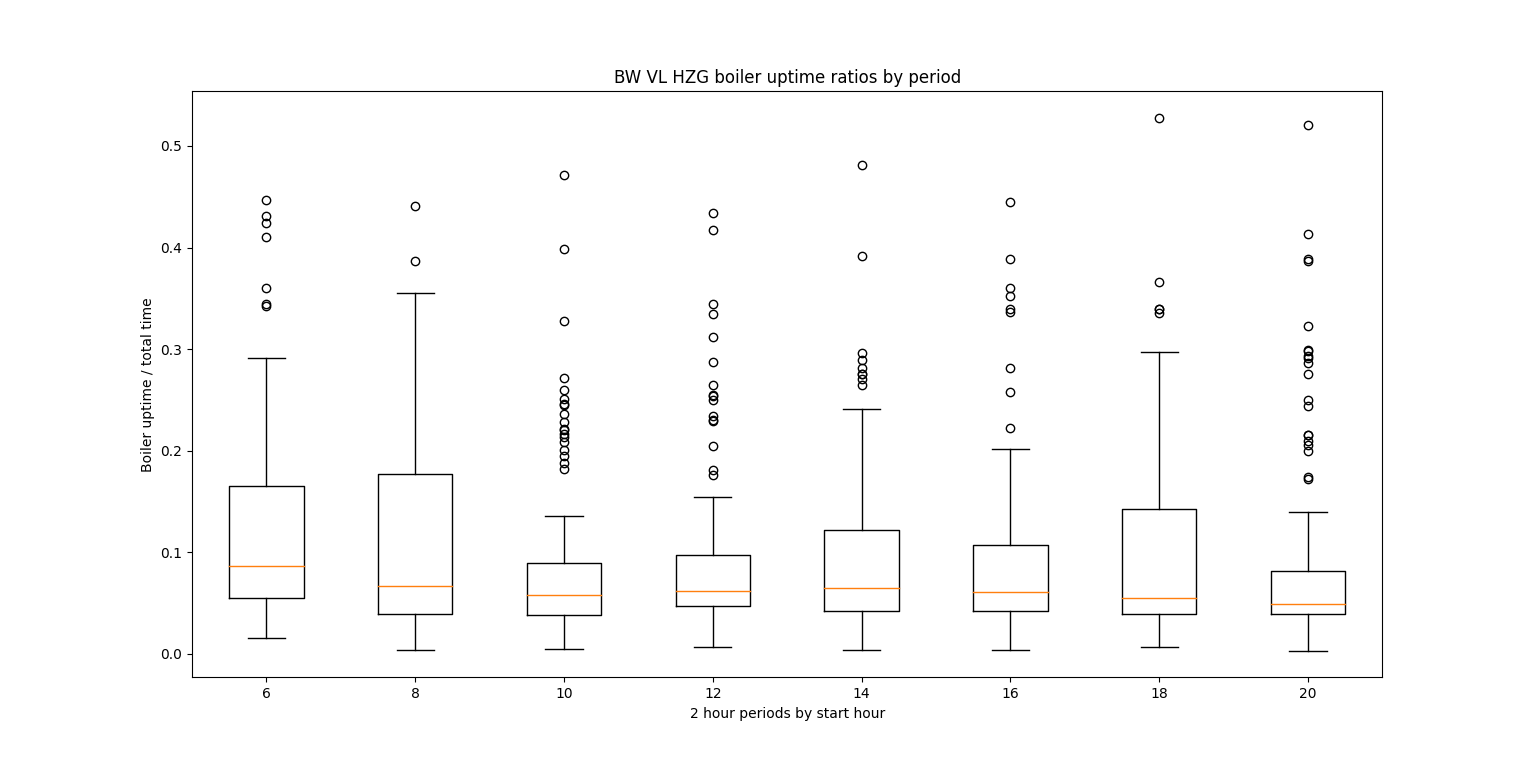 BW VL HZG boiler uptime ratios by period
Boiler uptime / total time
0.5
0.4
0.3
0.2
0.1
0.0
6 8 10 12 14 16 18 20
2 hour periods by start hour